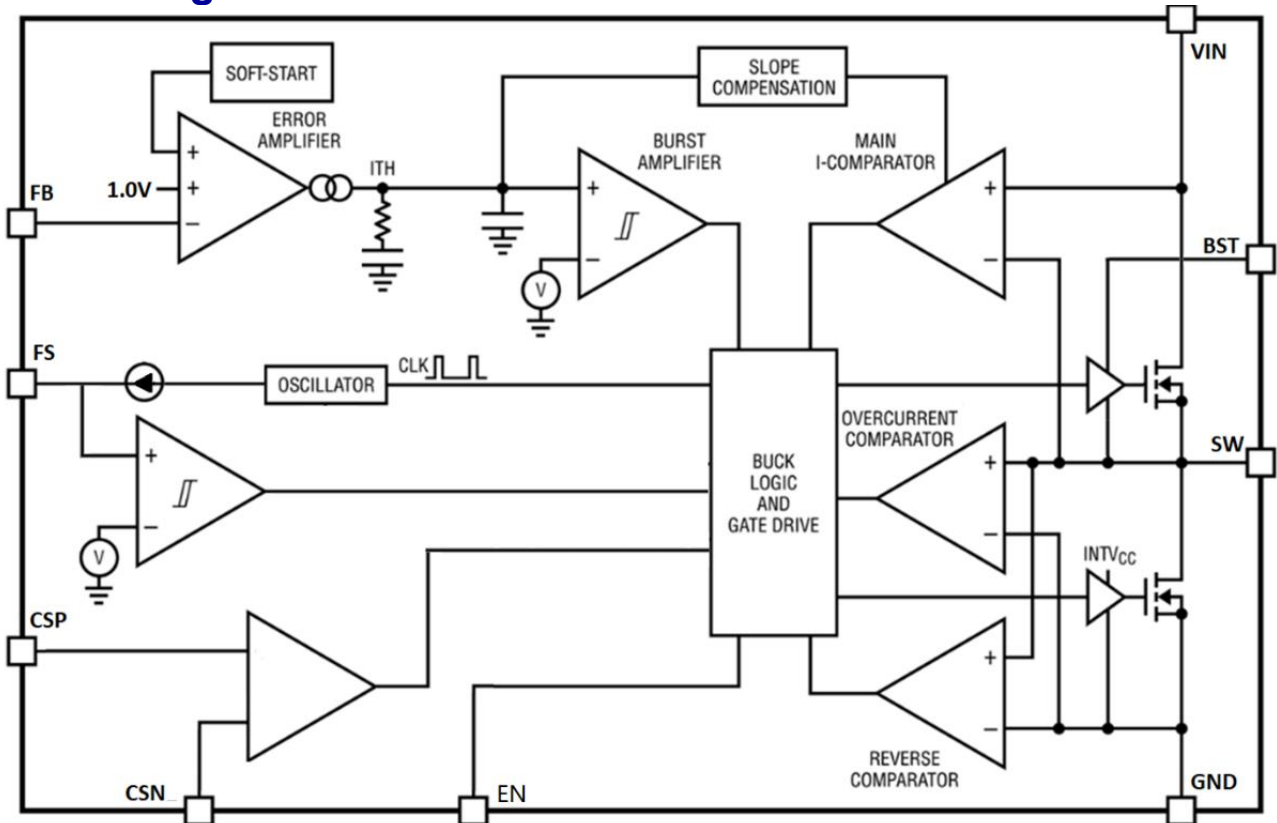 VIN
SOFT-START
SLOPE
COMPENSATION
ERROR
AMPLIFIER
BURST
AMPLIFIER
MAIN
I-COMPARATOR
ITH
FB
1.0V
+
+
−
+
−
V
+
−
BST
FS
OSCILLATOR
CLK
OVERCURRENT
COMPARATOR
SW
+
−
V
BUCK
LOGIC
AND
GATE DRIVE
+
−
INTVCC
CSP
+
−
REVERSE
COMPARATOR
CSN
EN
GND